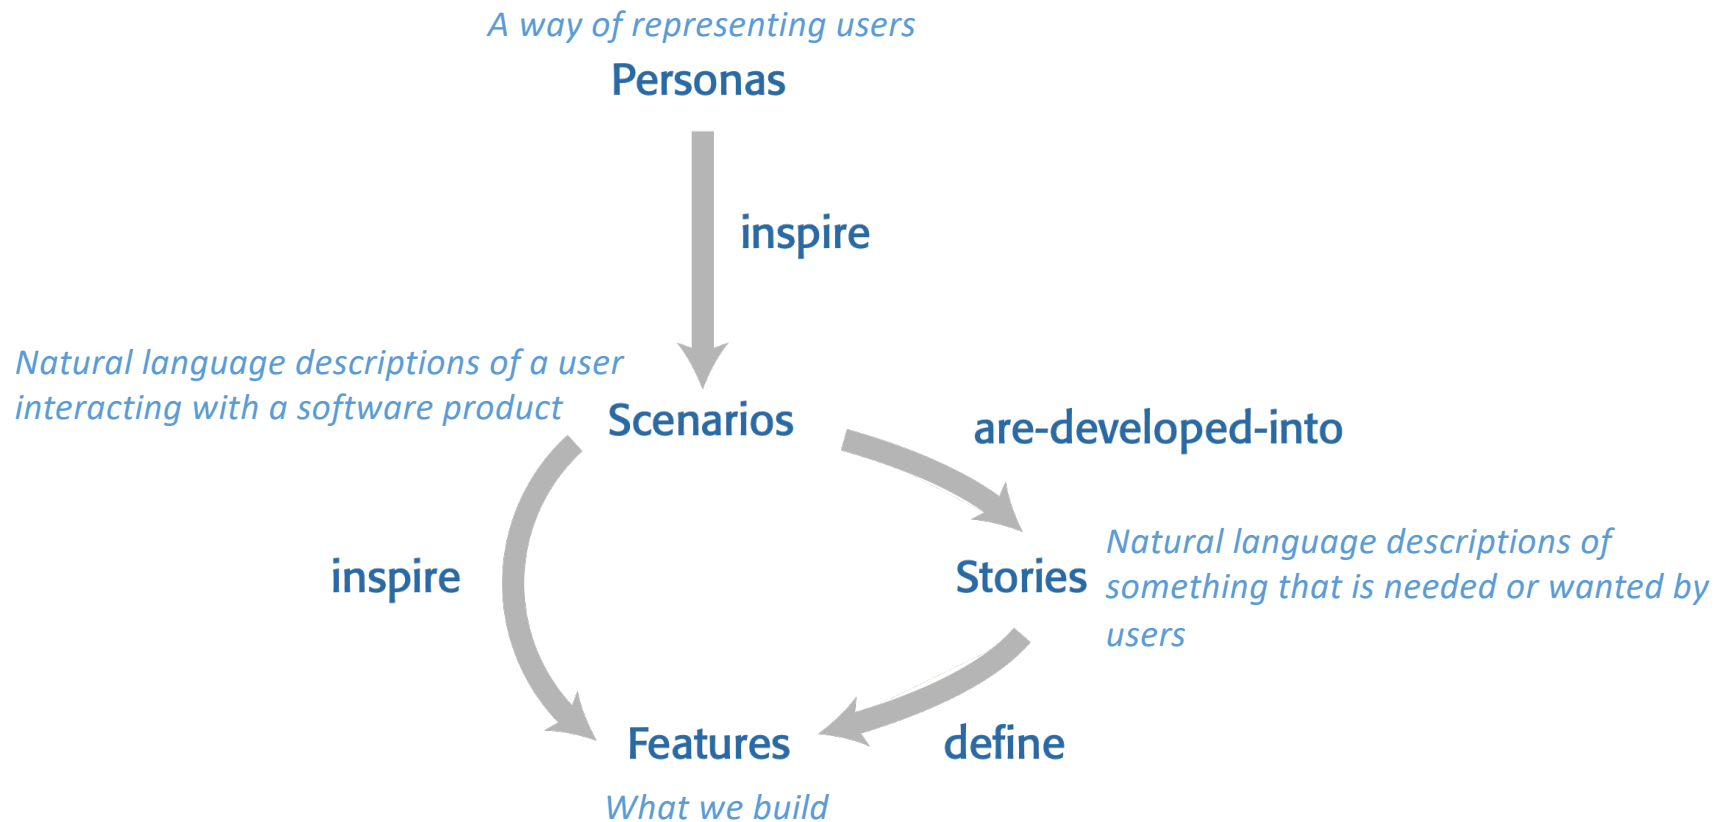 A way of representing users
Personas
inspire
Natural language descriptions of a user
interacting with a software product
Scenarios
are-developed-into
inspire
Stories
Natural language descriptions of
something that is needed or wanted by
users
Features
define
What we build